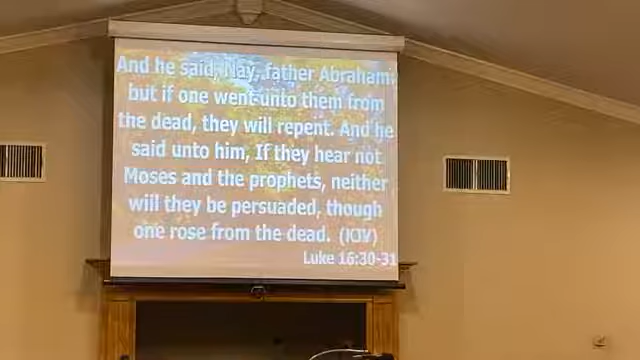 And he said, Nay, father Abraham:
but if one went unto them from
the dead, they will repent. And he
said unto him, If they hear not
Moses and the prophets, neither
will they be persuaded, though
one rose from the dead. (KJV)
Luke 16:30-31